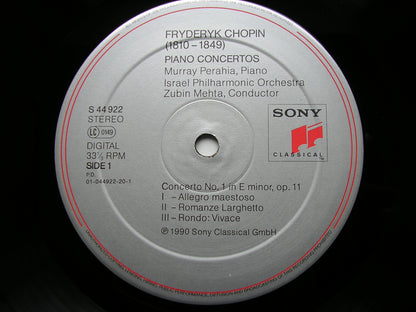 FRYDERYK CHOPIN
(1810–1849)
PIANO CONCERTOS
Murray Perahia, Piano
Israel Philharmonic Orchestra
Zubin Mehta, Conductor
S 44 922
STEREO
LC 0149
DIGITAL
33⅓ RPM
SIDE 1
P.D.
01-044922-20-1
SONY
CLASSICAL
Concerto No. 1 in E minor, op. 11
I – Allegro maestoso
II – Romanze Larghetto
III – Rondo: Vivace
℗ 1990 Sony Classical GmbH